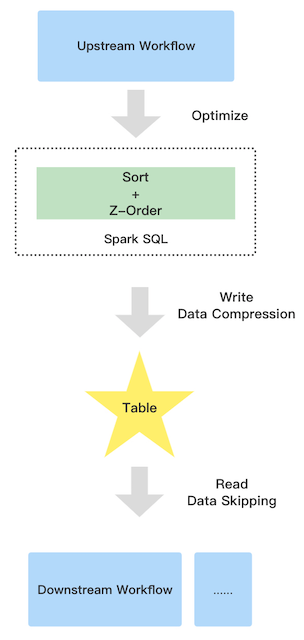 Upstream Workflow
Optimize
Sort
+
Z-Order
Spark SQL
Write
Data Compression
Table
Read
Data Skipping
Downstream Workflow
......